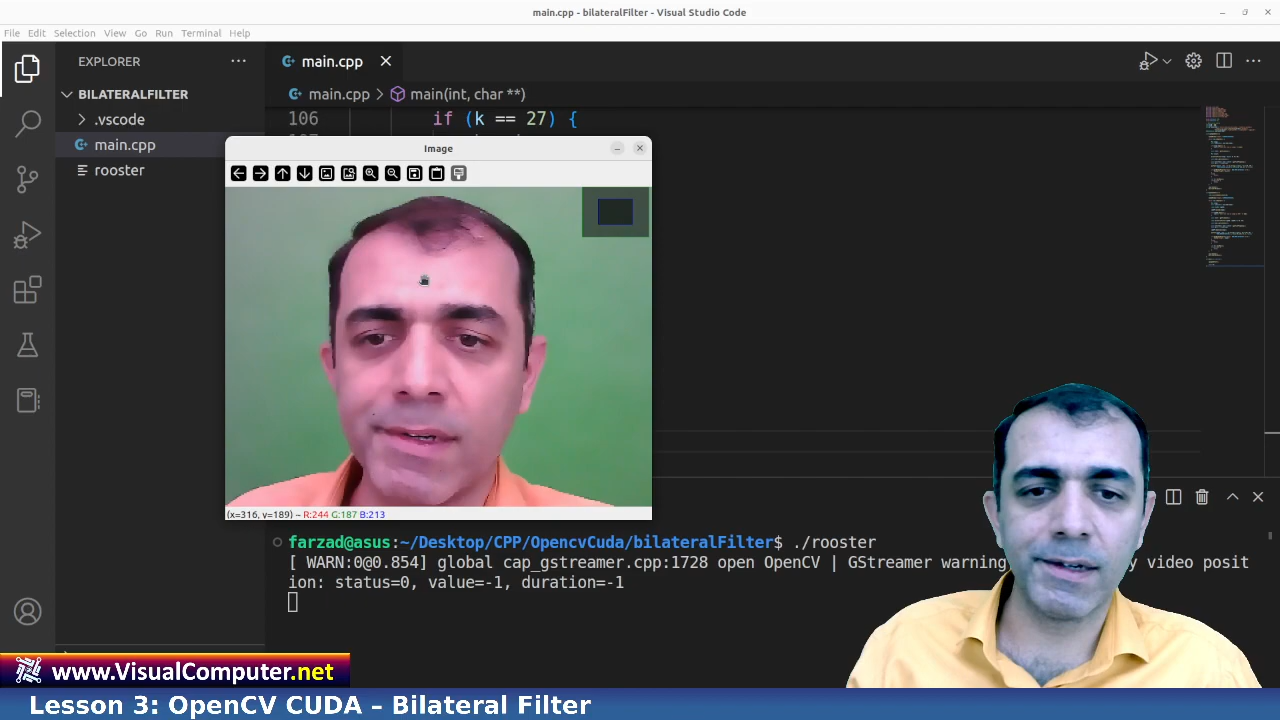 main.cpp - bilateralFilter - Visual Studio Code
File Edit Selection View Go Run Terminal Help
EXPLORER
main.cpp
BILATERALFILTER
main.cpp > main(int, char **)
.vscode
106 if (k == 27) {
main.cpp
Image
rooster
(x=316, y=189) ~ R:244 G:187 B:213
farzad@asus:~/Desktop/CPP/OpencvCuda/bilateralFilter$ ./rooster
[ WARN:0@0.854] global cap_gstreamer.cpp:1728 open OpenCV | GStreamer warning video posit
ion: status=0, value=-1, duration=-1
www.VisualComputer.net
Lesson 3: OpenCV CUDA – Bilateral Filter